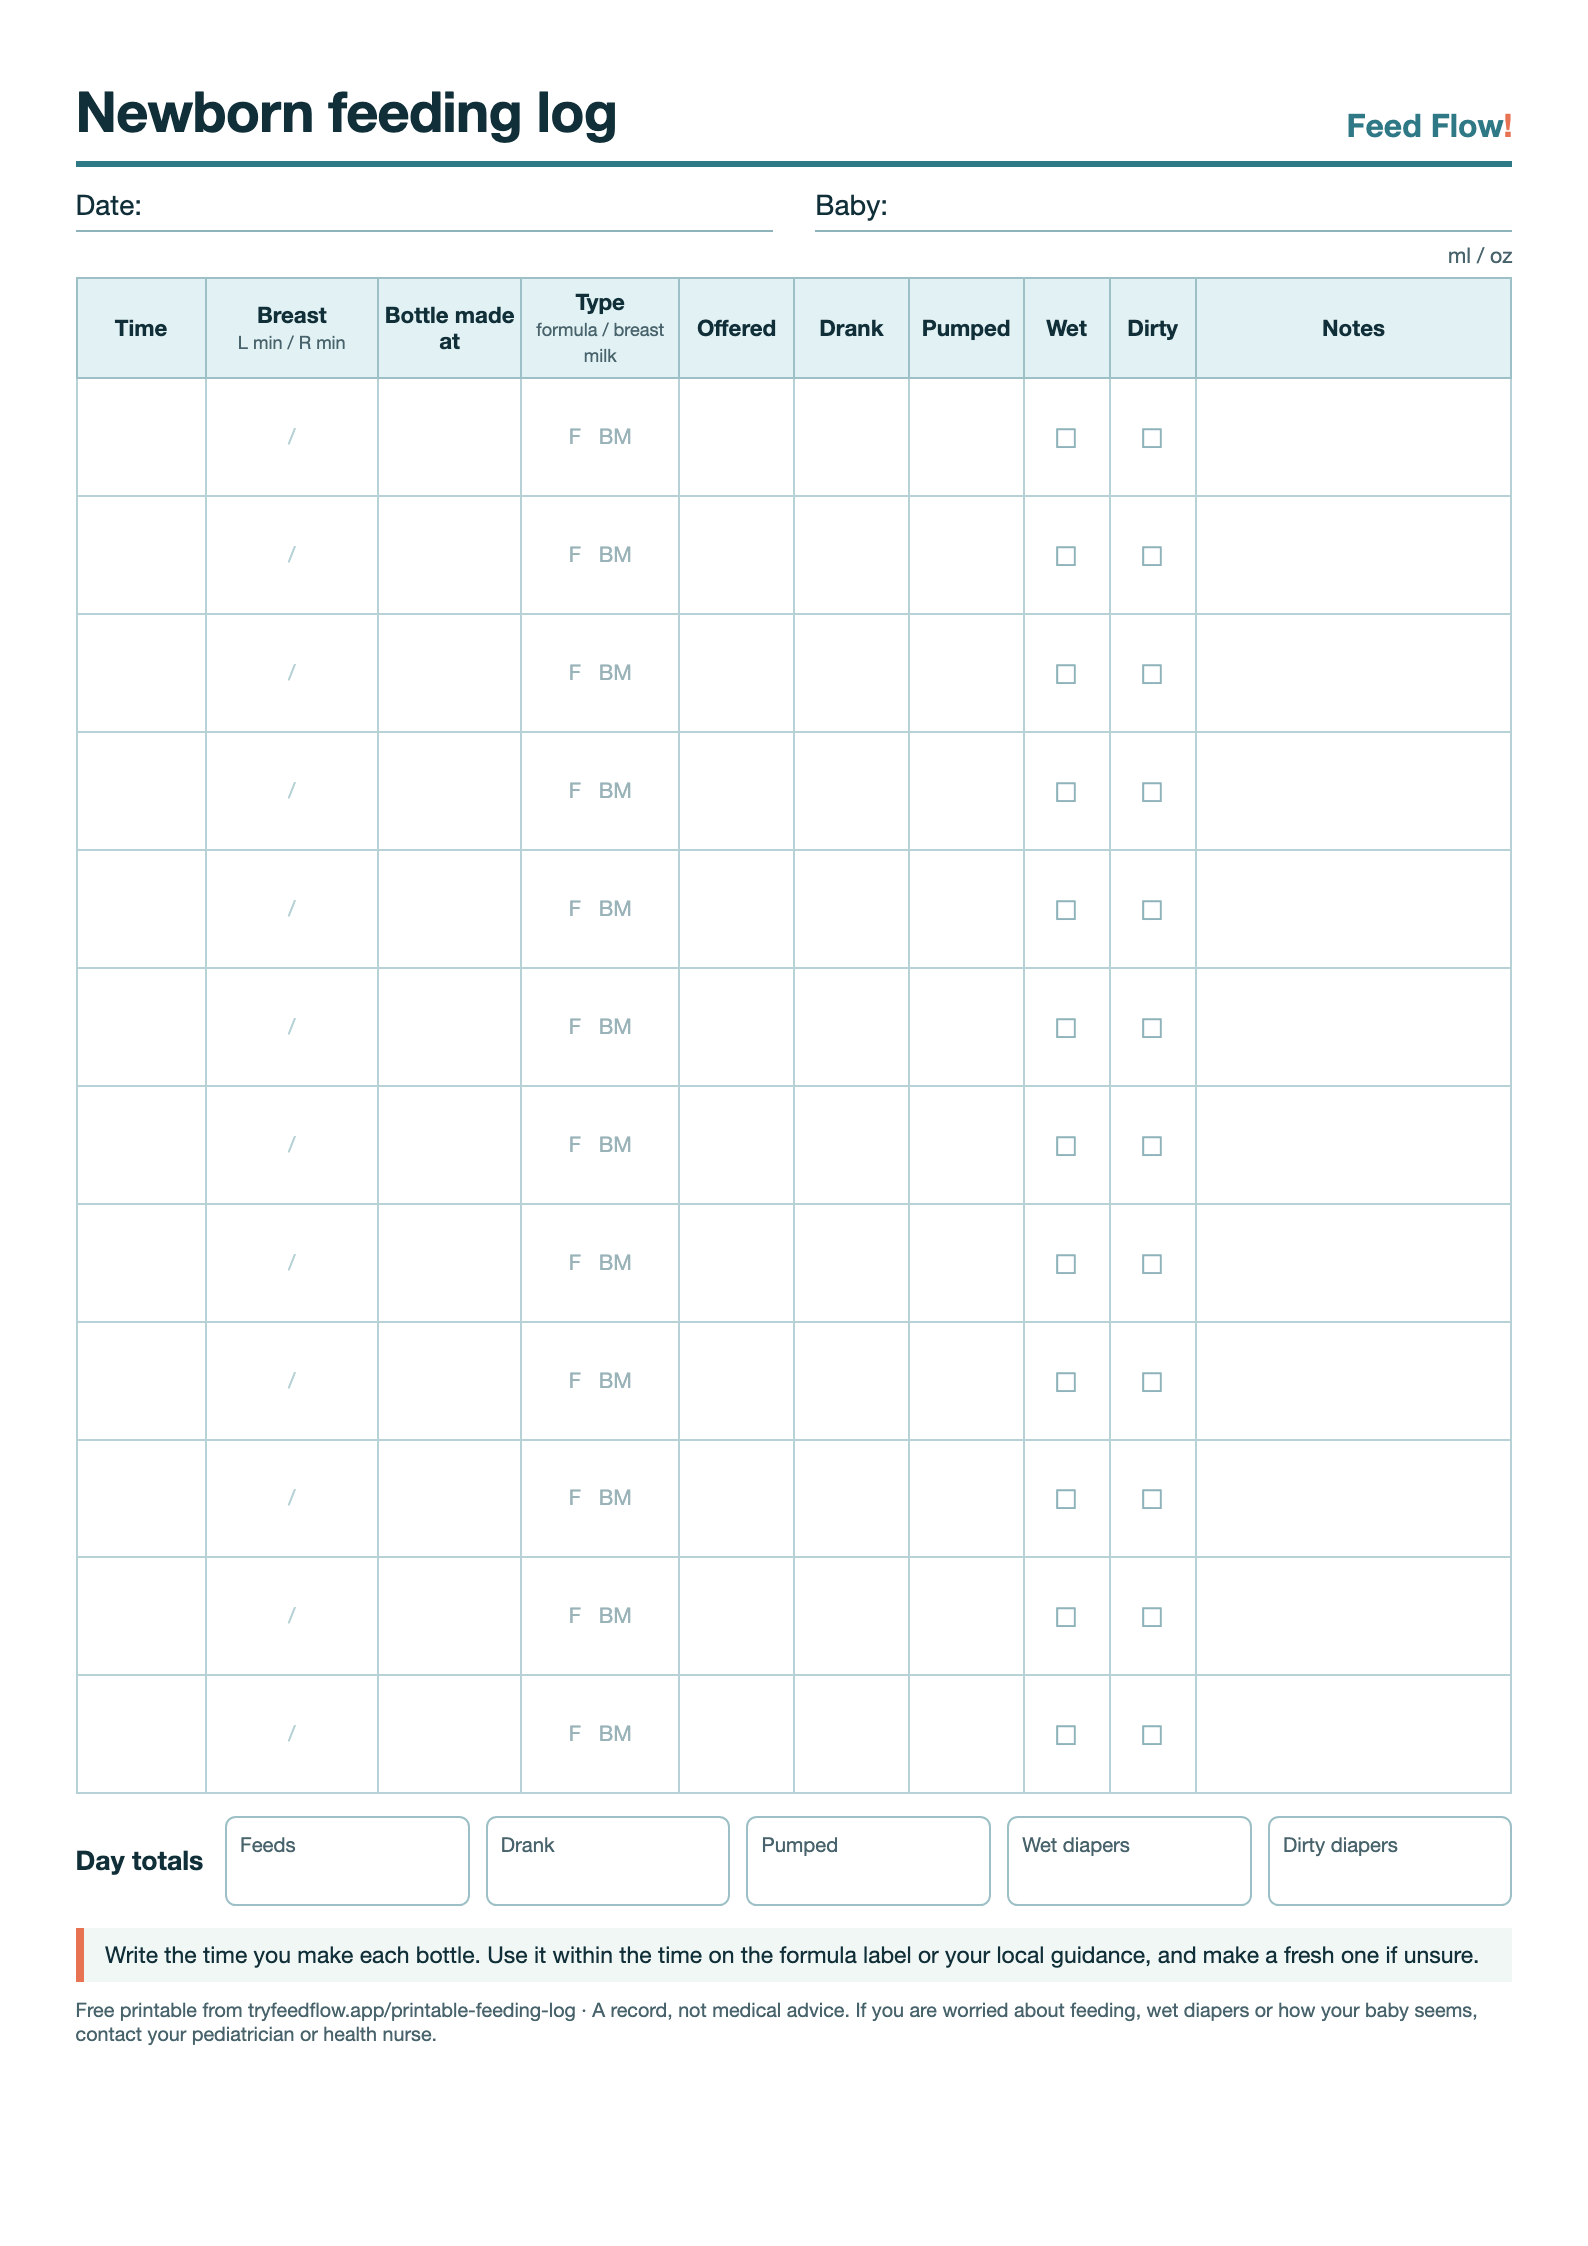 Newborn feeding log
Feed Flow!
Date:
Baby:
ml / oz
Time
Breast
L min / R min
Bottle made
at
Type
formula / breast
milk
Offered
Drank
Pumped
Wet
Dirty
Notes
/ F BM
/ F BM
/ F BM
/ F BM
/ F BM
/ F BM
/ F BM
/ F BM
/ F BM
/ F BM
/ F BM
/ F BM
Day totals
Feeds
Drank
Pumped
Wet diapers
Dirty diapers
Write the time you make each bottle. Use it within the time on the formula label or your local guidance, and make a fresh one if unsure.
Free printable from tryfeedflow.app/printable-feeding-log · A record, not medical advice. If you are worried about feeding, wet diapers or how your baby seems,
contact your pediatrician or health nurse.